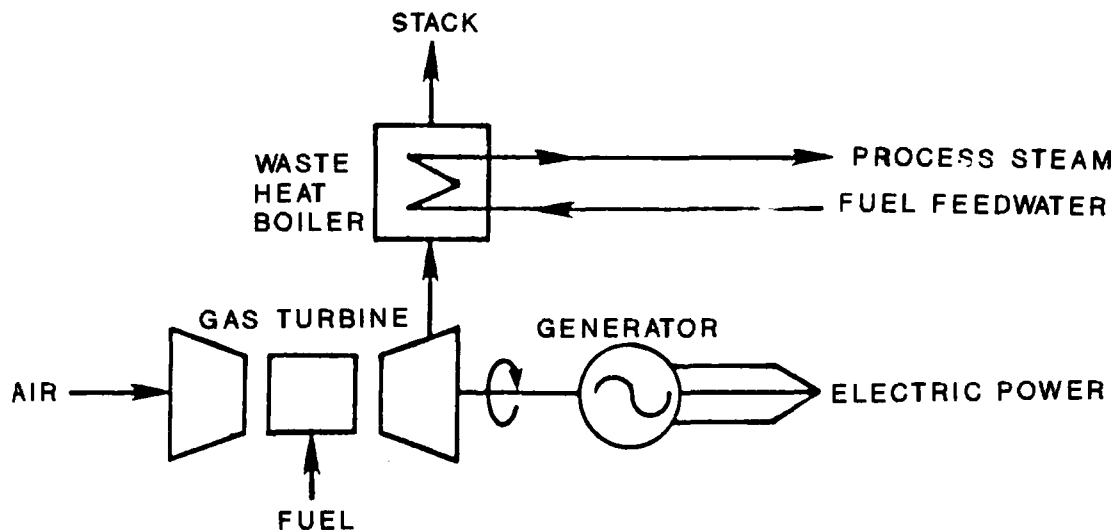 STACK
WASTE
HEAT
BOILER
PROCESS STEAM
FUEL FEEDWATER
GAS TURBINE
GENERATOR
AIR
ELECTRIC POWER
FUEL